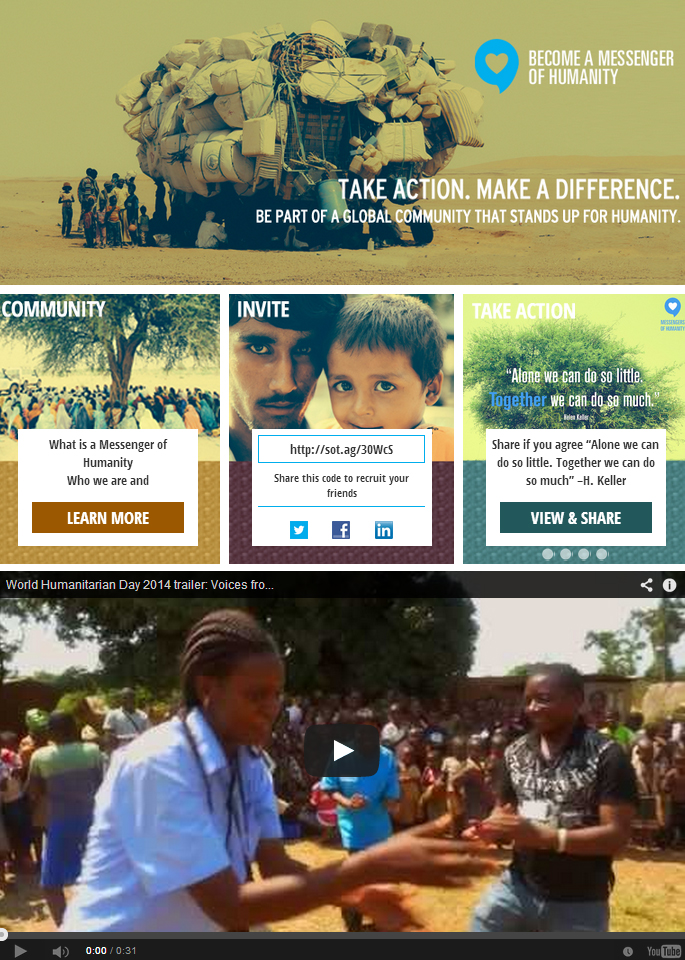 BECOME A MESSENGER
OF HUMANITY
TAKE ACTION. MAKE A DIFFERENCE.
BE PART OF A GLOBAL COMMUNITY THAT STANDS UP FOR HUMANITY.
COMMUNITY
What is a Messenger of
Humanity
Who we are and
LEARN MORE
INVITE
http://sot.ag/30WcS
Share this code to recruit your
friends
TAKE ACTION
MESSENGERS
OF HUMANITY
“Alone we can do so little.
Together we can do so much.”
Helen Keller
Share if you agree “Alone we can
do so little. Together we can do
so much” –H. Keller
VIEW & SHARE
World Humanitarian Day 2014 trailer: Voices fro...
0:00 / 0:31
YouTube